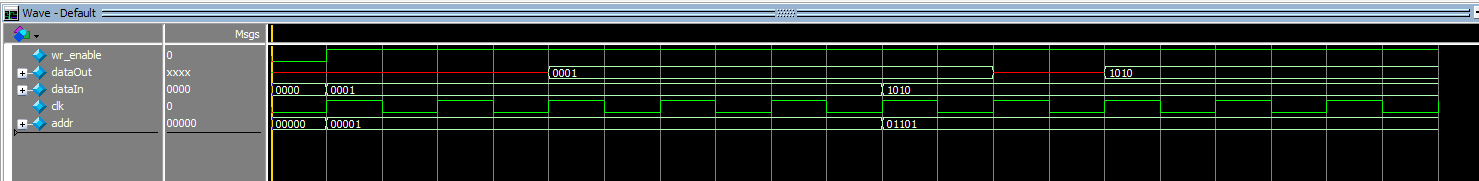 Wave - Default
Msgs
wr_enable 0
dataOut xxxx 0001 1010
dataIn 0000 0000 0001 1010
clk 0
addr 00000 00000 00001 01101